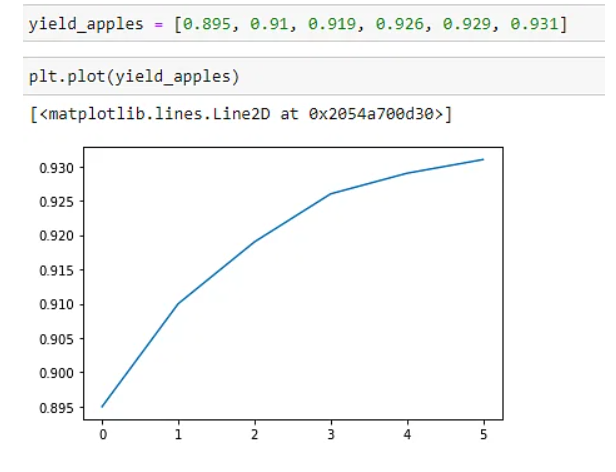 yield_apples = [0.895, 0.91, 0.919, 0.926, 0.929, 0.931]
plt.plot(yield_apples)
[<matplotlib.lines.Line2D at 0x2054a700d30>]
0.930
0.925
0.920
0.915
0.910
0.905
0.900
0.895
0 1 2 3 4 5